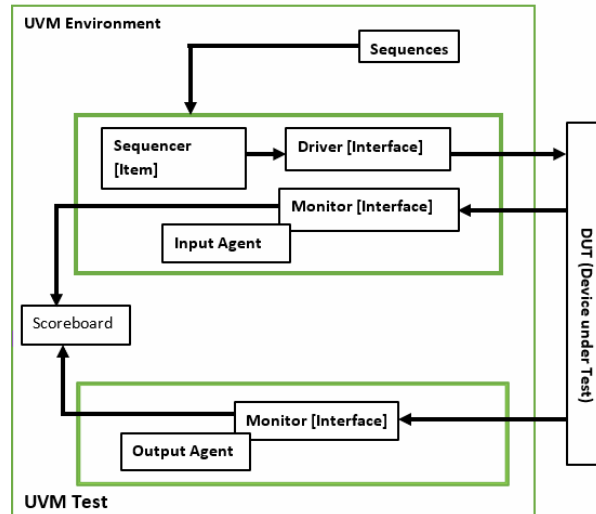 UVM Environment
Sequences
Sequencer
[Item]
Driver [Interface]
Monitor [Interface]
Input Agent
Scoreboard
Monitor [Interface]
Output Agent
UVM Test
DUT (Device under Test)